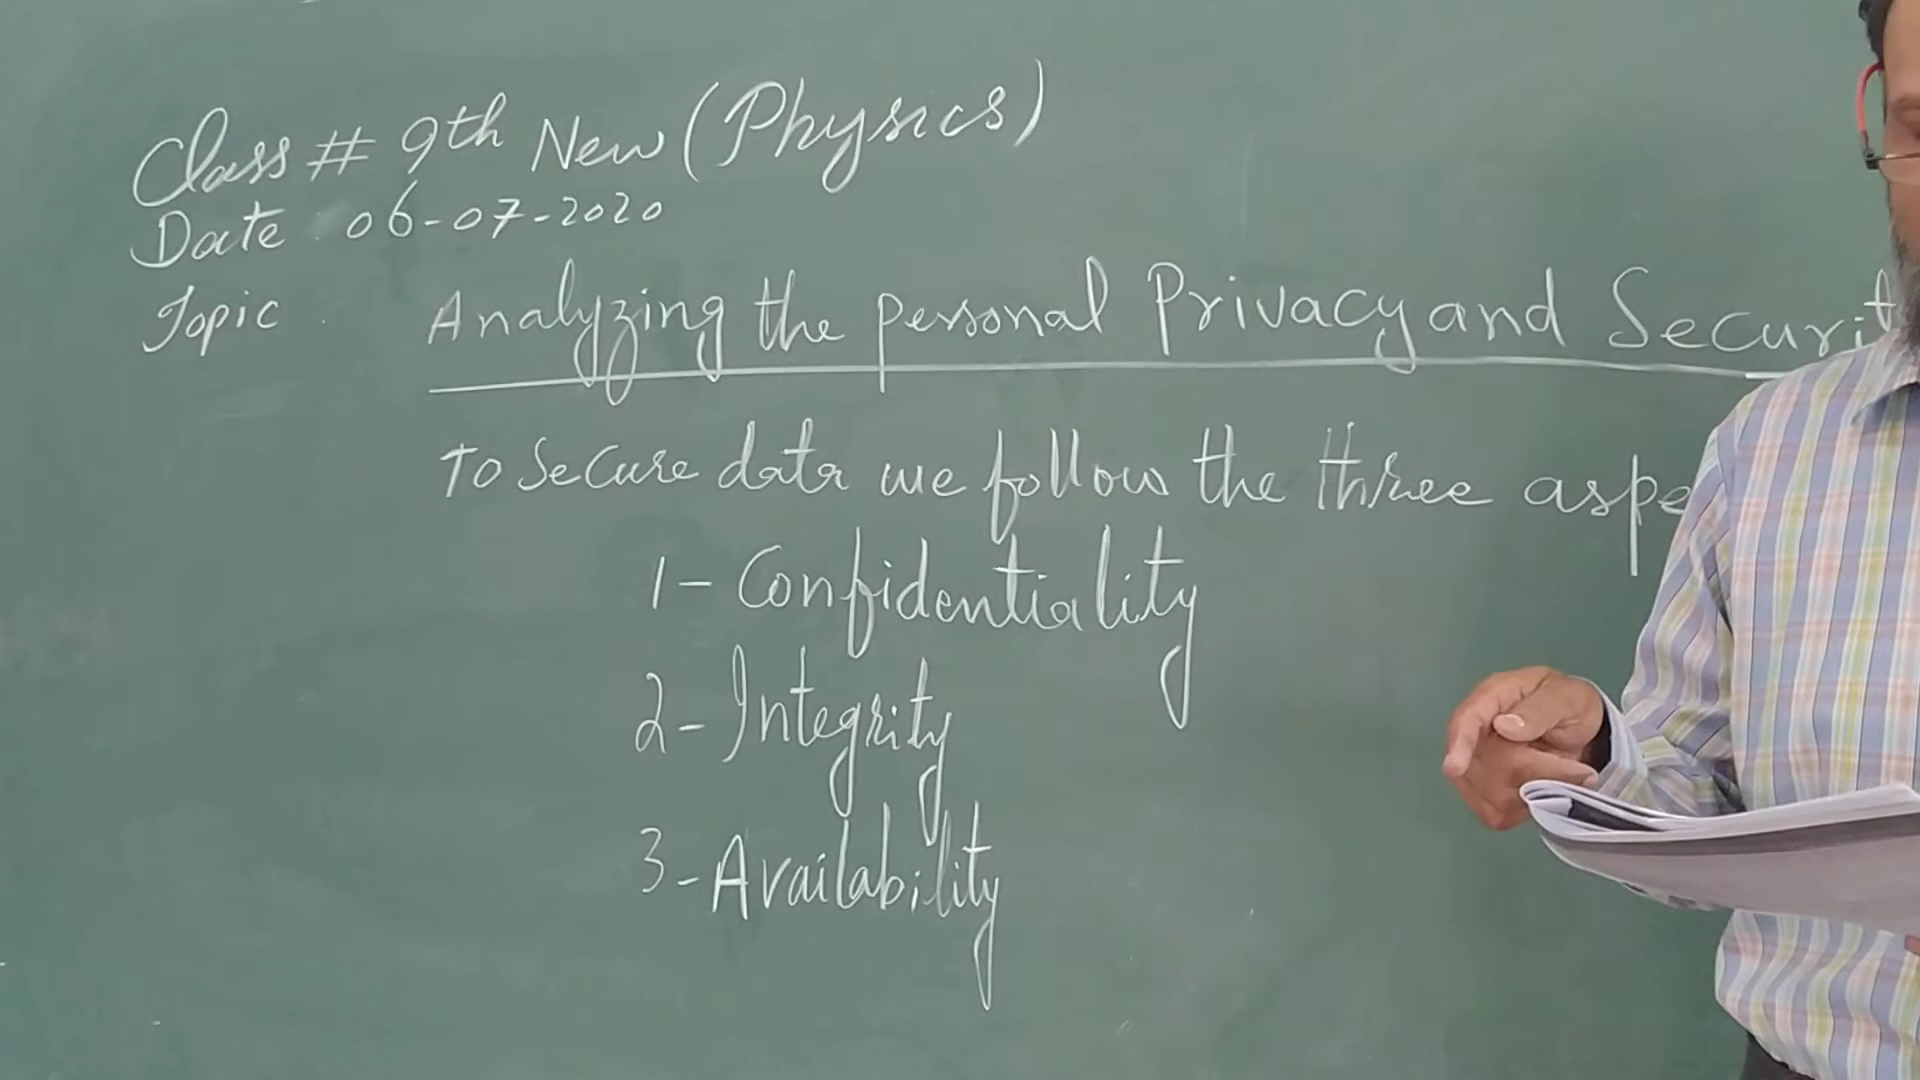 Class # 9th New (Physics)
Date 06-07-2020
Topic Analyzing the personal Privacy and Securit
To Secure data we follow the three aspe
1- Confidentiality
2- Integrity
3- Availability